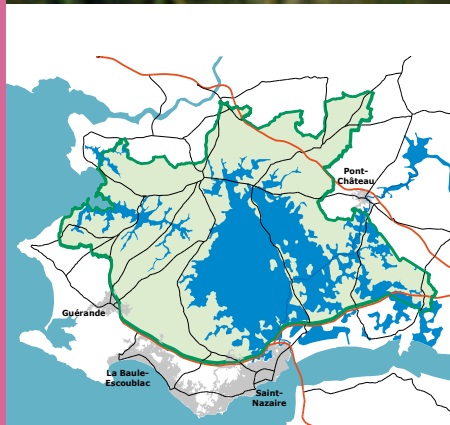 Pont-
Château
Guérande
La Baule-
Escoublac
Saint-
Nazaire